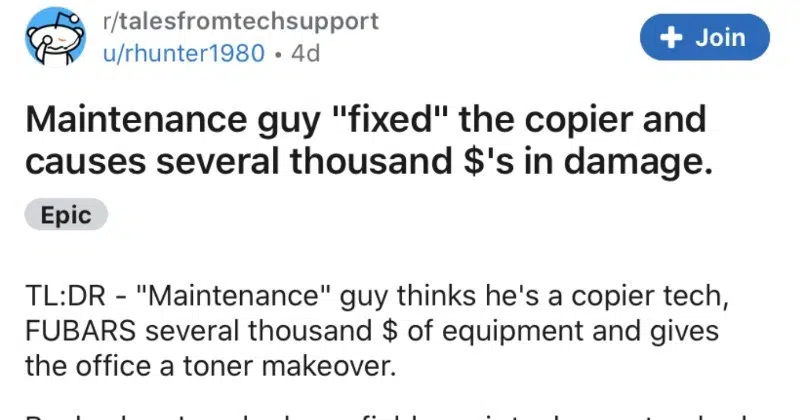 r/talesfromtechsupport
u/rhunter1980 • 4d
+ Join
Maintenance guy "fixed" the copier and
causes several thousand $'s in damage.
Epic
TL:DR - "Maintenance" guy thinks he's a copier tech,
FUBARS several thousand $ of equipment and gives
the office a toner makeover.